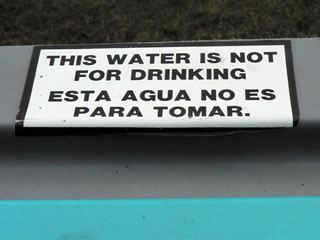 THIS WATER IS NOT
FOR DRINKING
ESTA AGUA NO ES
PARA TOMAR.